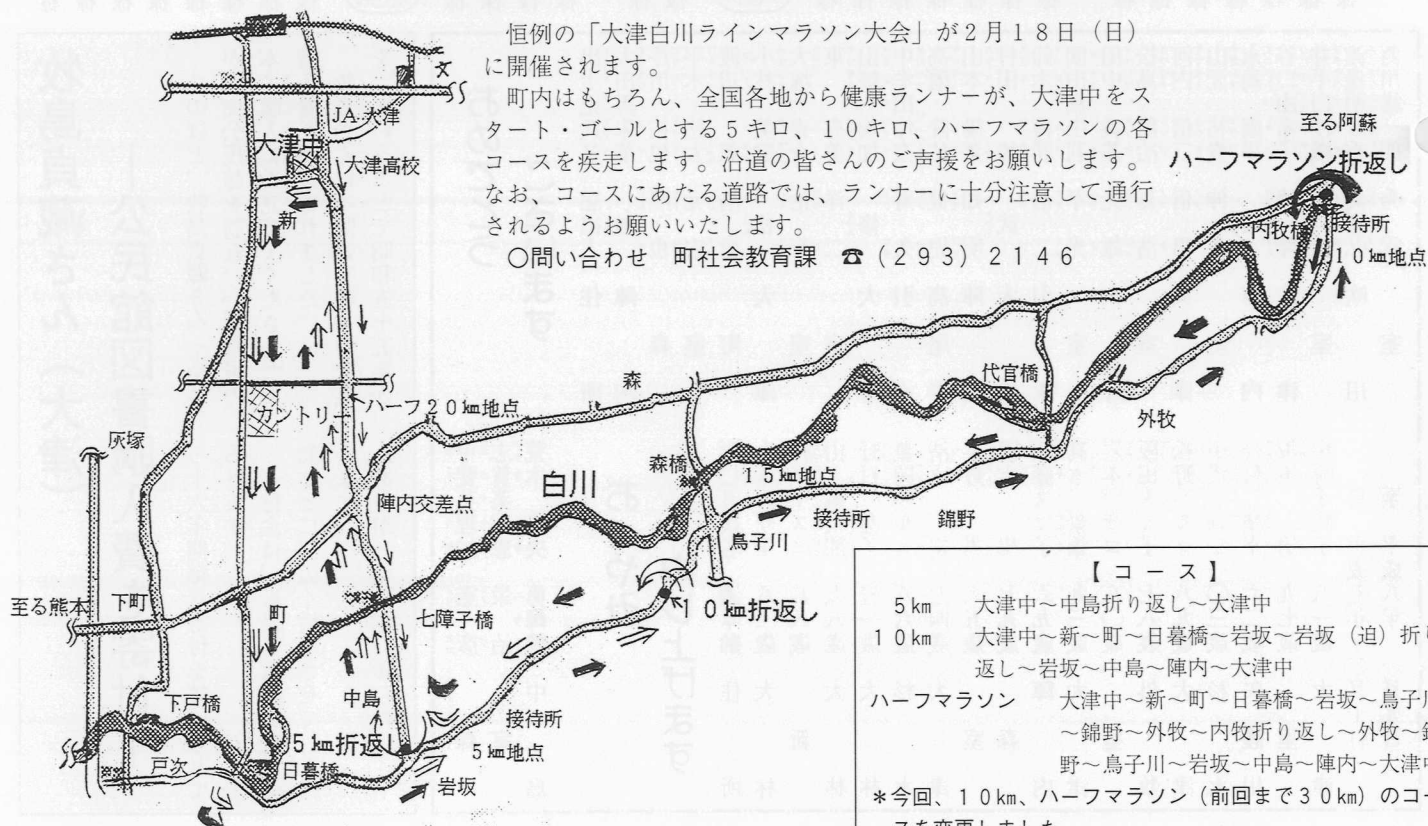 恒例の「大津白川ラインマラソン大会」が2月18日（日）
に開催されます。
町内はもちろん、全国各地から健康ランナーが、大津中をス
タート・ゴールとする5キロ、10キロ、ハーフマラソンの各
コースを疾走します。沿道の皆さんのご声援をお願いします。
なお、コースにあたる道路では、ランナーに十分注意して通行
されるようお願いいたします。
○問い合わせ 町社会教育課 ☎（293）2146
JA大津
大津中
大津高校
新
至る阿蘇
ハーフマラソン折返し
内牧橋
接待所
10㎞地点
カントリー
ハーフ20㎞地点
森
代官橋
外牧
灰塚
森橋
白川
15㎞地点
陣内交差点
接待所
錦野
鳥子川
至る熊本
下町
町
七障子橋
10㎞折返し
下戸橋
中島
接待所
5㎞折返し
5㎞地点
戸次
日暮橋
岩坂
【コース】
5㎞ 大津中～中島折り返し～大津中
10㎞ 大津中～新～町～日暮橋～岩坂～岩坂（迫）折り
返し～岩坂～中島～陣内～大津中
ハーフマラソン 大津中～新～町～日暮橋～岩坂～鳥子川
～錦野～外牧～内牧折り返し～外牧～錦
野～鳥子川～岩坂～中島～陣内～大津中
＊今回、10㎞、ハーフマラソン（前回まで30㎞）のコー
スを変更しました